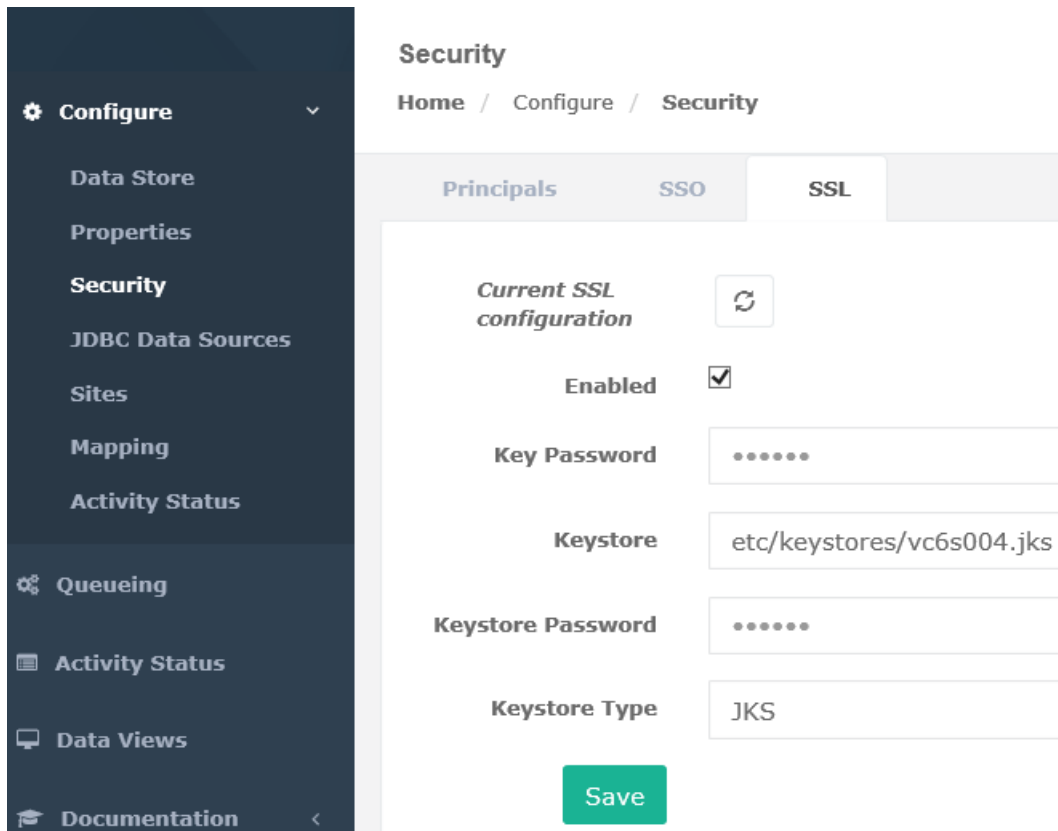 Configure
Data Store
Properties
Security
JDBC Data Sources
Sites
Mapping
Activity Status
Queueing
Activity Status
Data Views
Documentation
Security
Home / Configure / Security
Principals SSO SSL
Current SSL
configuration
Enabled
Key Password ••••••
Keystore etc/keystores/vc6s004.jks
Keystore Password ••••••
Keystore Type JKS
Save